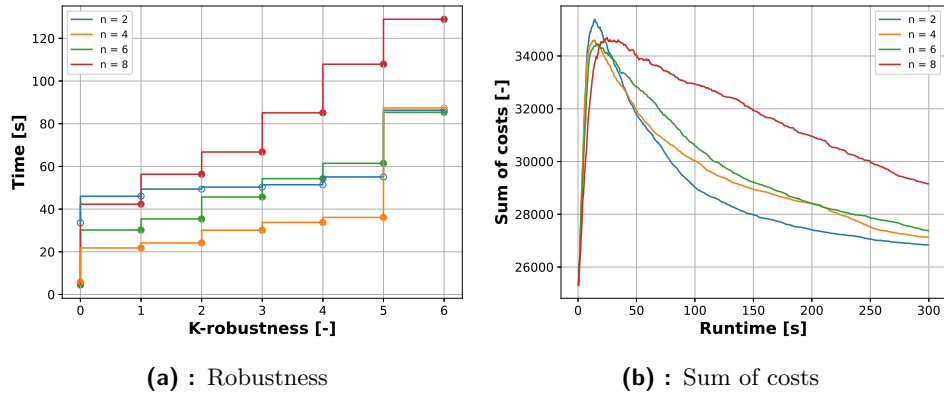 n = 2
n = 4
n = 6
n = 8
120
100
80
60
40
20
0
Time [s]
0 1 2 3 4 5 6
K-robustness [-]
(a) : Robustness
n = 2
n = 4
n = 6
n = 8
34000
32000
30000
28000
26000
Sum of costs [-]
0 50 100 150 200 250 300
Runtime [s]
(b) : Sum of costs